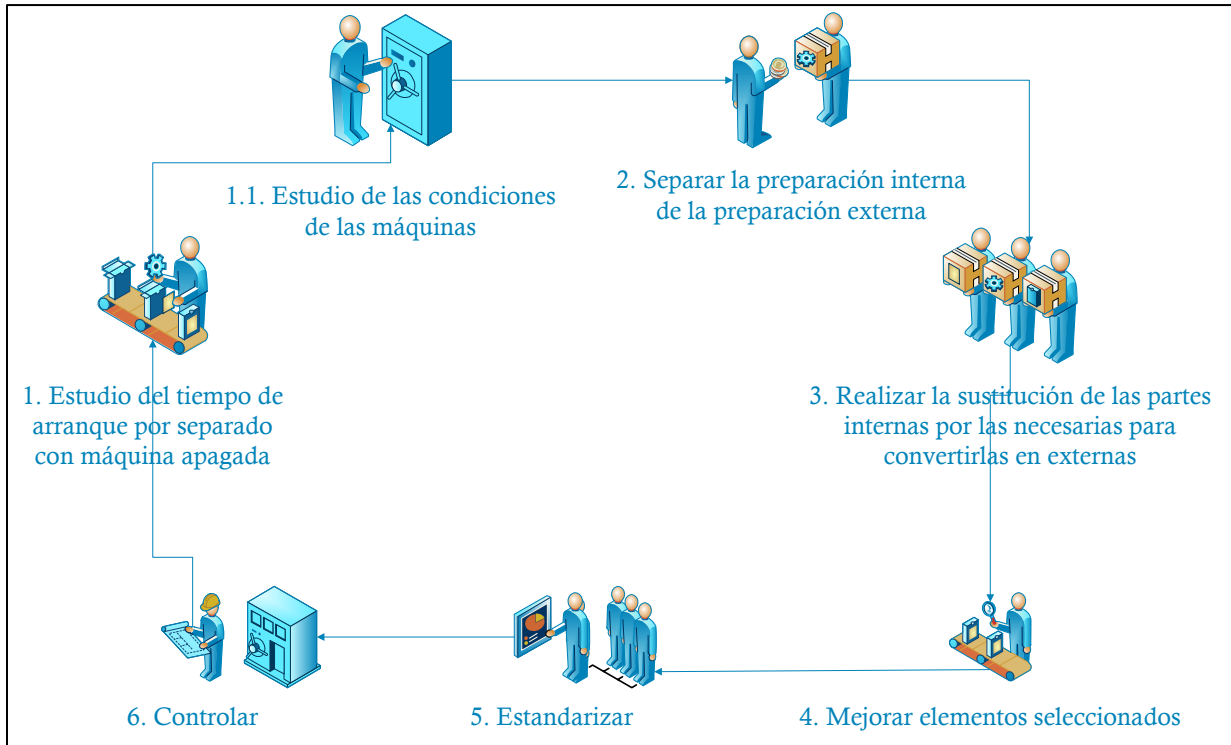 1.1. Estudio de las condiciones
de las máquinas
2. Separar la preparación interna
de la preparación externa
1. Estudio del tiempo de
arranque por separado
con máquina apagada
3. Realizar la sustitución de las partes
internas por las necesarias para
convertirlas en externas
6. Controlar
5. Estandarizar
4. Mejorar elementos seleccionados